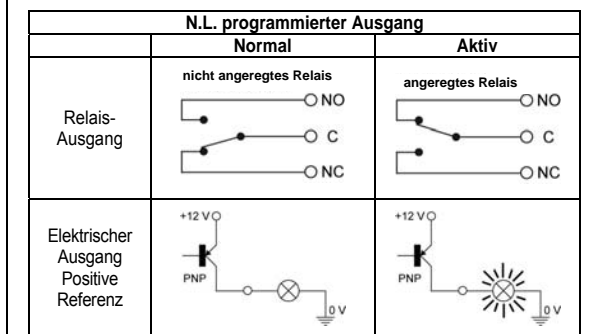 N.L. programmierter Ausgang
Normal
Aktiv
Relais-
Ausgang
nicht angeregtes Relais
NO
C
NC
angeregtes Relais
NO
C
NC
Elektrischer
Ausgang
Positive
Referenz
+12 V
PNP
0 V
+12 V
PNP
0 V